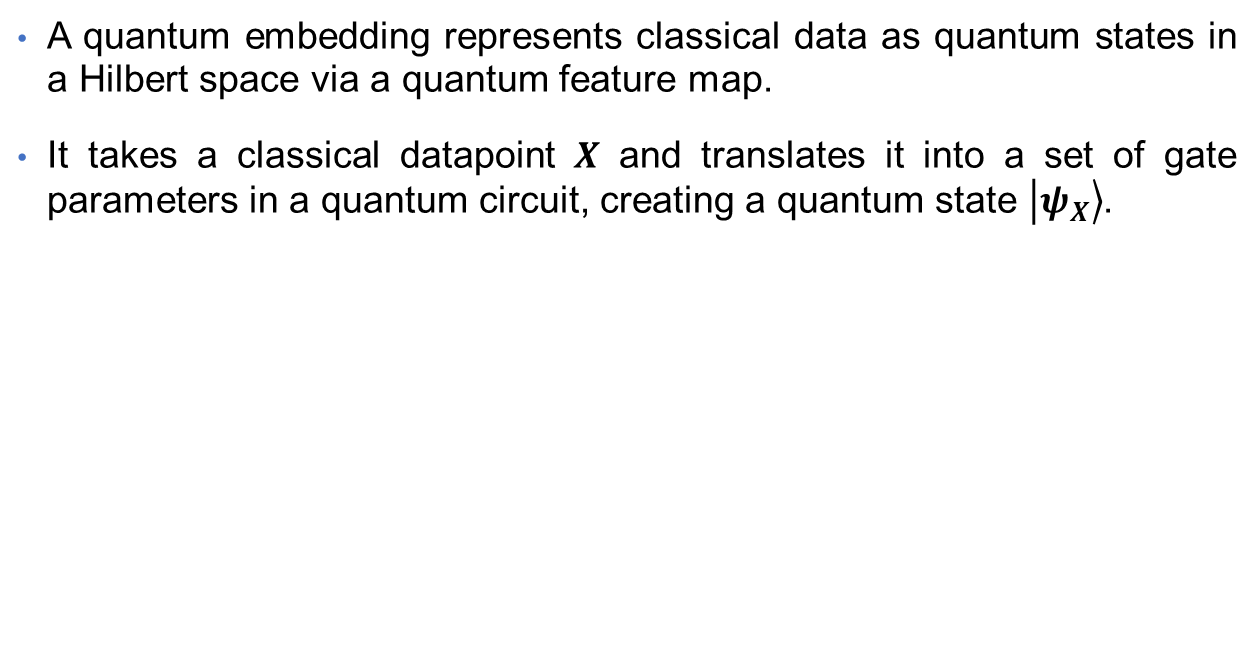 • A quantum embedding represents classical data as quantum states in
a Hilbert space via a quantum feature map.
• It takes a classical datapoint X and translates it into a set of gate
parameters in a quantum circuit, creating a quantum state |ψ_X⟩.